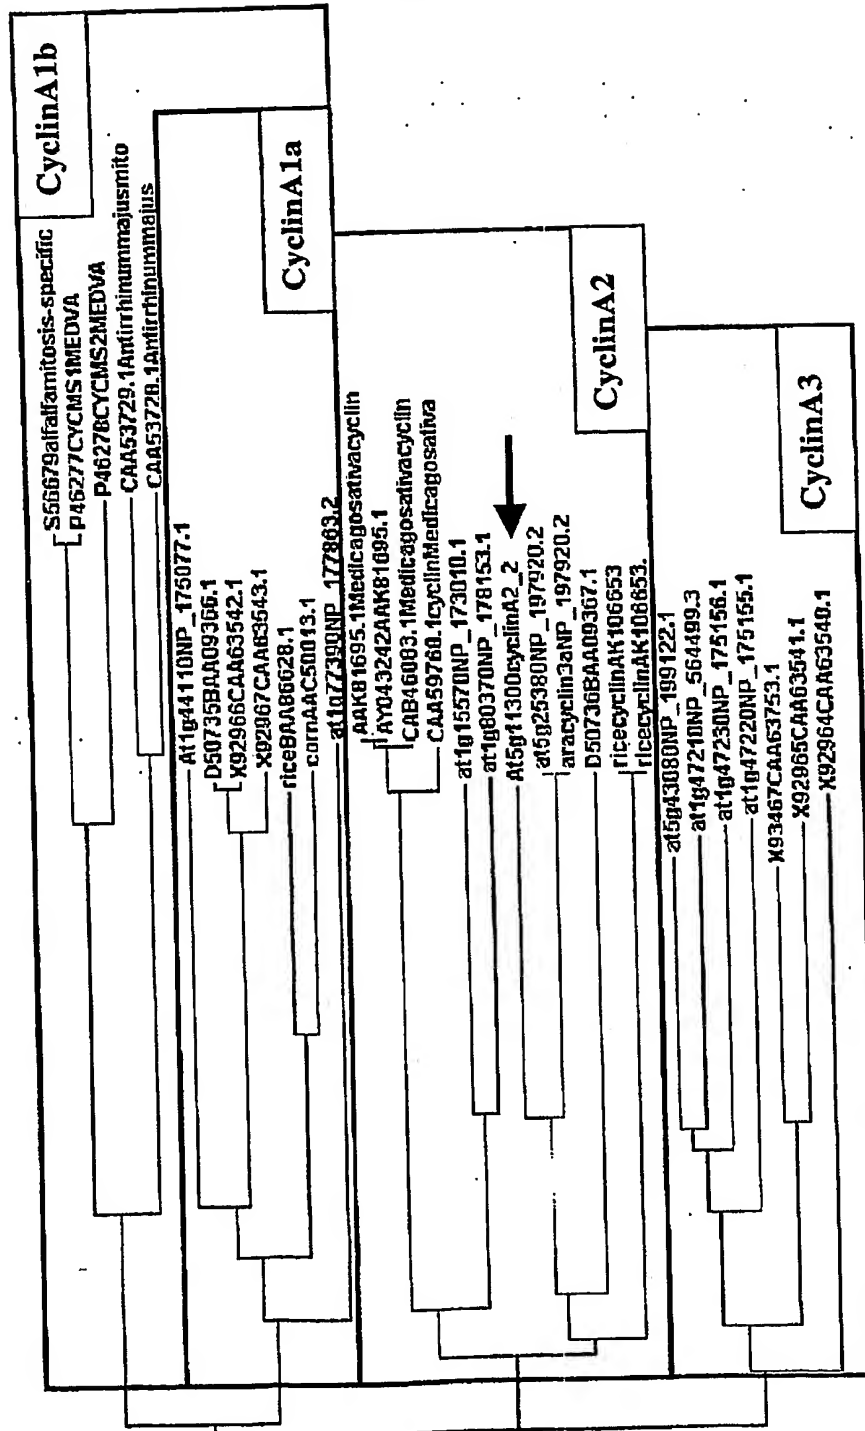 CyclinA1b
S56679alfalfamitosis-specific
P46277CYCMS1MEDVA
P46278CYCMS2MEDVA
CAA53729.1Antirrhinummajusmito
CAA53728.1Antirrhinummajus
CyclinA1a
At1g44110NP_175077.1
D50735BAA09366.1
X92966CAA63542.1
X92967CAA63543.1
riceBAA86628.1
cornAAC50013.1
at1g77390NP_177863.2
CyclinA2
AAK81695.1Medicagosativacyclin
AY043242AAK81695.1
CAB46083.1Medicagosativacyclin
CAA59760.1cyclinMedicagosativa
at1g15570NP_173010.1
at1g80370NP_178153.1
At5g11300cyclinA2_2
at5g25380NP_197920.2
aracyclin3aNP_197920.2
D50736BAA09367.1
ricecyclinAK106653
ricecyclinAK106653.
CyclinA3
at5g43080NP_199122.1
at1g47210NP_564499.3
at1g47230NP_175156.1
at1g47220NP_175155.1
X93467CAA63753.1
X92965CAA63541.1
X92964CAA63540.1